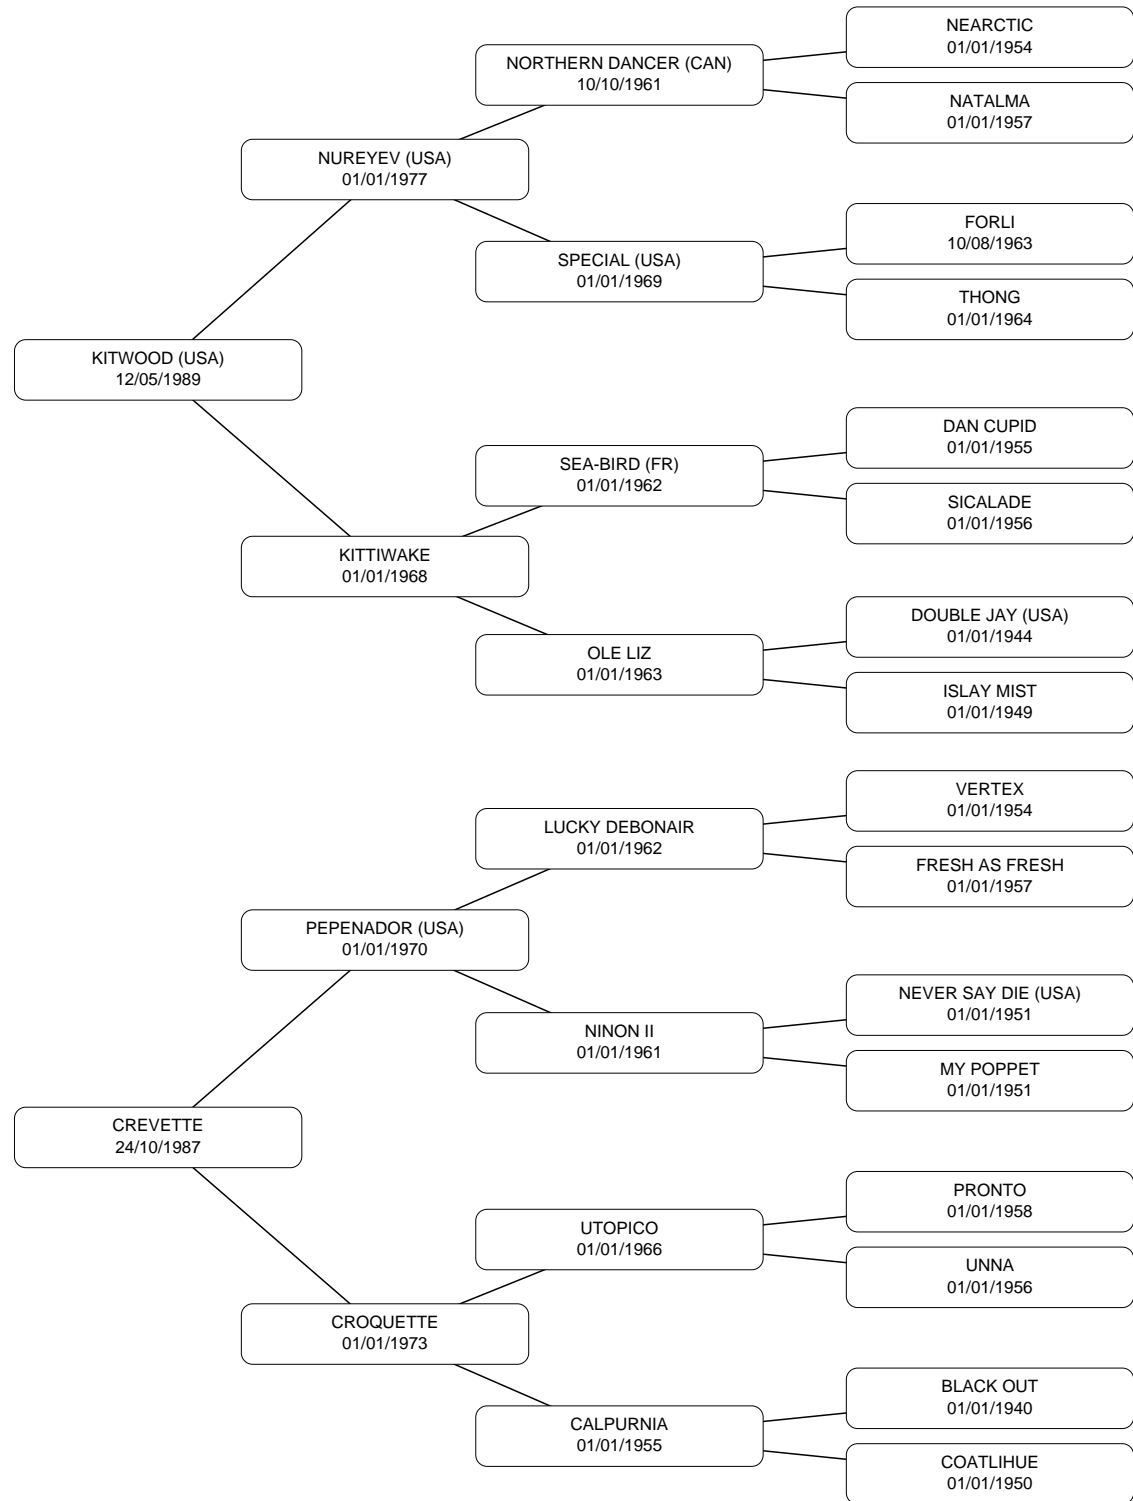 NEARCTIC
01/01/1954
NORTHERN DANCER (CAN)
10/10/1961
NATALMA
01/01/1957
NUREYEV (USA)
01/01/1977
FORLI
10/08/1963
SPECIAL (USA)
01/01/1969
THONG
01/01/1964
KITWOOD (USA)
12/05/1989
DAN CUPID
01/01/1955
SEA-BIRD (FR)
01/01/1962
SICALADE
01/01/1956
KITTIWAKE
01/01/1968
DOUBLE JAY (USA)
01/01/1944
OLE LIZ
01/01/1963
ISLAY MIST
01/01/1949
VERTEX
01/01/1954
LUCKY DEBONAIR
01/01/1962
FRESH AS FRESH
01/01/1957
PEPENADOR (USA)
01/01/1970
NEVER SAY DIE (USA)
01/01/1951
NINON II
01/01/1961
MY POPPET
01/01/1951
CREVETTE
24/10/1987
PRONTO
01/01/1958
UTOPICO
01/01/1966
UNNA
01/01/1956
CROQUETTE
01/01/1973
BLACK OUT
01/01/1940
CALPURNIA
01/01/1955
COATLIHUE
01/01/1950